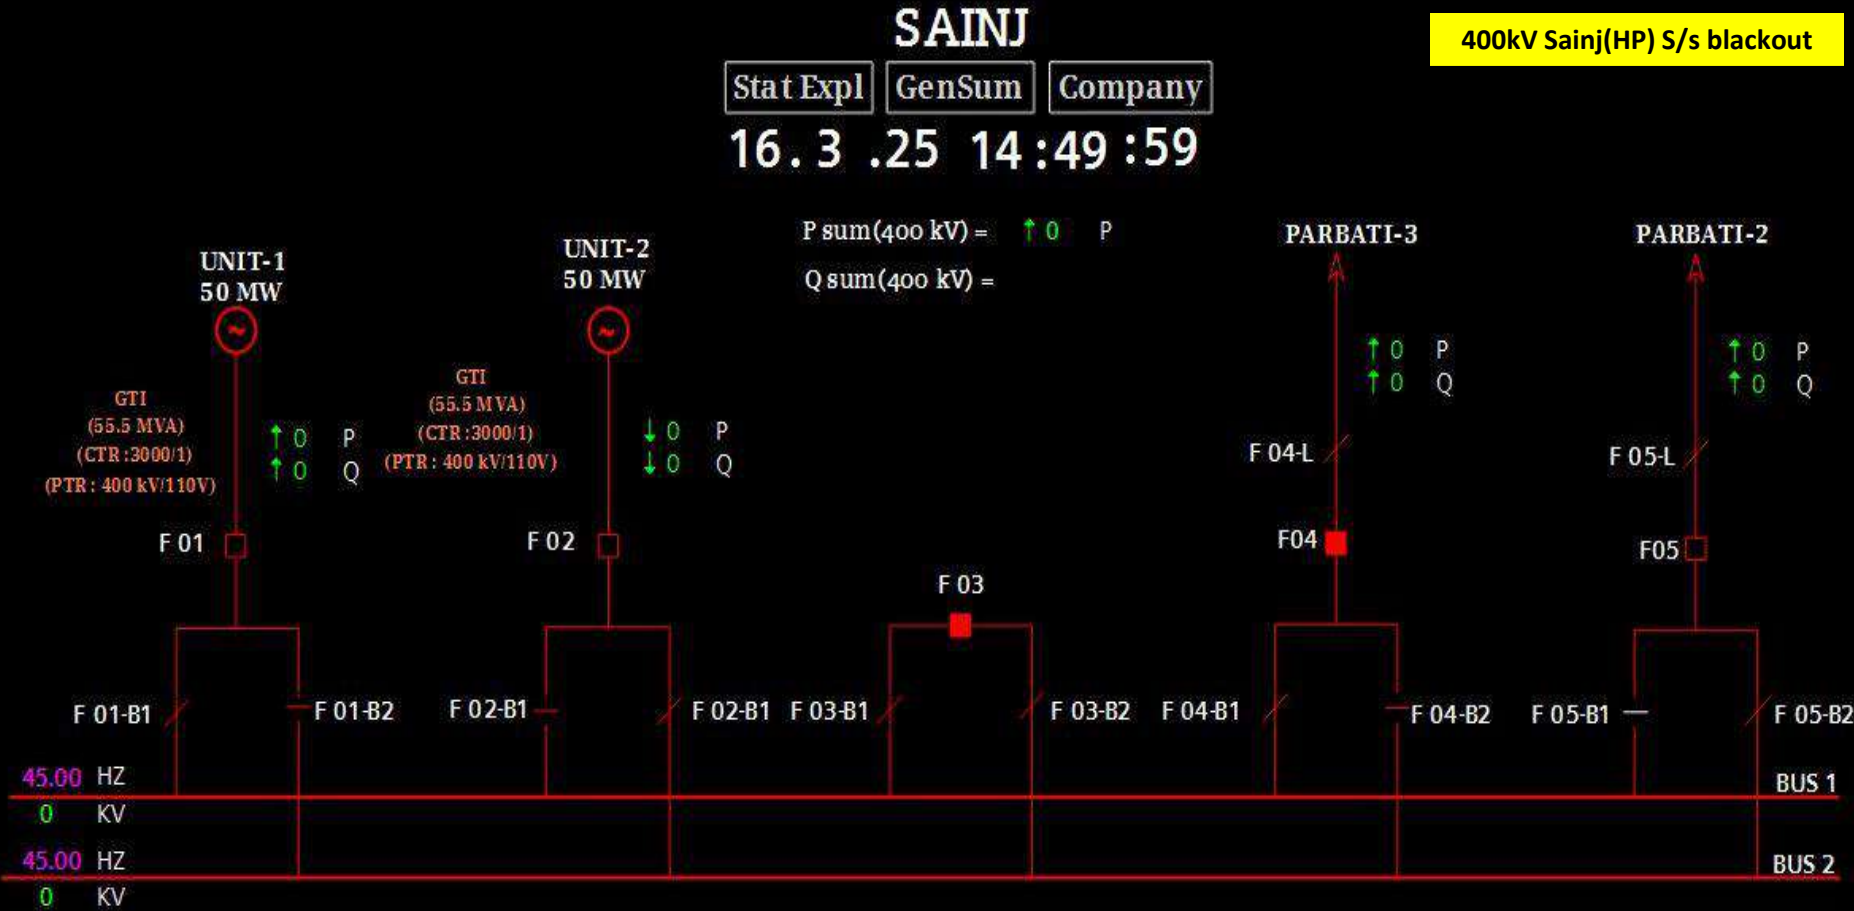 SAINJ
400kV Sainj(HP) S/s blackout
Stat Expl GenSum Company
16. 3 .25 14 :49 :59
P sum(400 kV) = ↑ 0 P
Q sum(400 kV) =
UNIT-1
50 MW
UNIT-2
50 MW
PARBATI-3
PARBATI-2
GTI
(55.5 MVA)
(CTR :3000/1)
(PTR : 400 kV/110V)
↑ 0 P
↑ 0 Q
GTI
(55.5 MVA)
(CTR :3000/1)
(PTR : 400 kV/110V)
↓ 0 P
↓ 0 Q
↑ 0 P
↑ 0 Q
↑ 0 P
↑ 0 Q
F 04-L
F 05-L
F 01
F 02
F 03
F04
F05
F 01-B1
F 01-B2
F 02-B1
F 02-B1
F 03-B1
F 03-B2
F 04-B1
F 04-B2
F 05-B1
F 05-B2
45.00 HZ
BUS 1
0 KV
45.00 HZ
BUS 2
0 KV